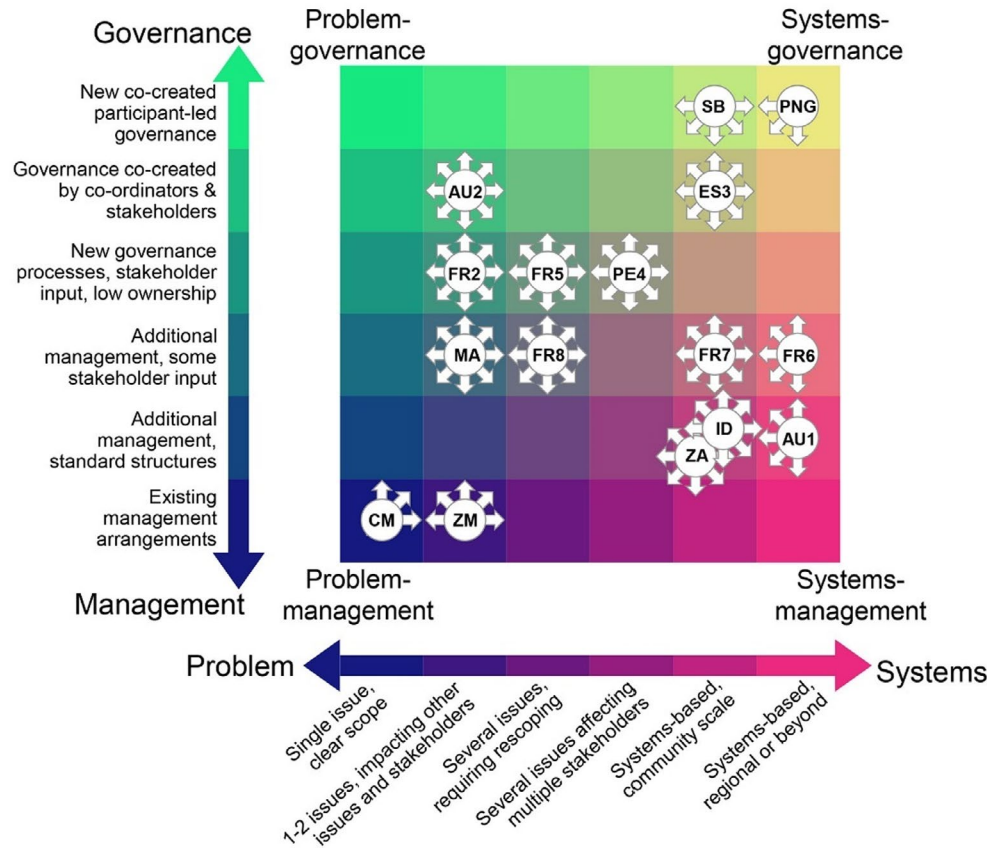 Governance
Problem-
governance
Systems-
governance
New co-created
participant-led
governance
SB
PNG
Governance co-created
by co-ordinators &
stakeholders
AU2
ES3
New governance
processes, stakeholder
input, low ownership
FR2
FR5
PE4
Additional
management, some
stakeholder input
MA
FR8
FR7
FR6
Additional
management,
standard structures
ID
ZA
AU1
Existing
management
arrangements
CM
ZM
Management
Problem-
management
Systems-
management
Problem
Systems
Single issue,
clear scope
1-2 issues, impacting other
issues and stakeholders
Several issues,
requiring rescoping
Several issues affecting
multiple stakeholders
Systems-based,
community scale
Systems-based,
regional or beyond